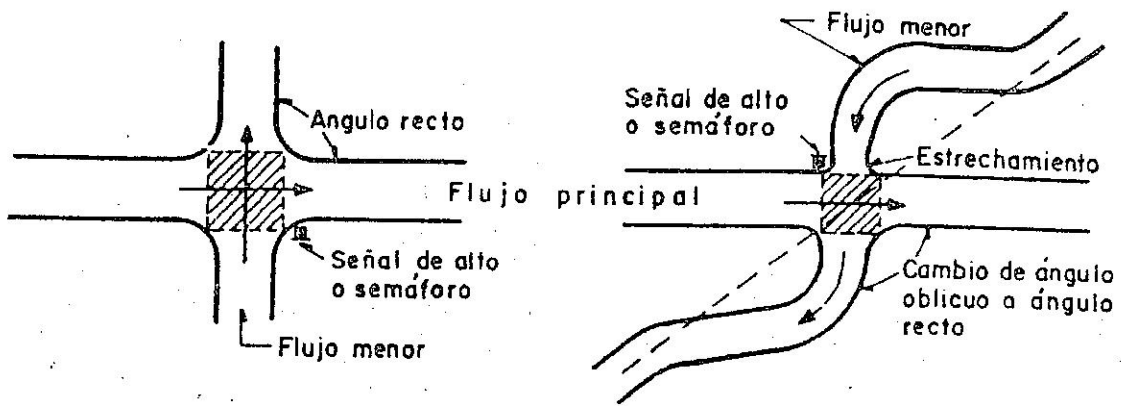 Angulo recto
Flujo principal
Señal de alto
o semáforo
Flujo menor
Flujo menor
Señal de alto
o semáforo
Estrechamiento
Cambio de ángulo
oblicuo a ángulo
recto